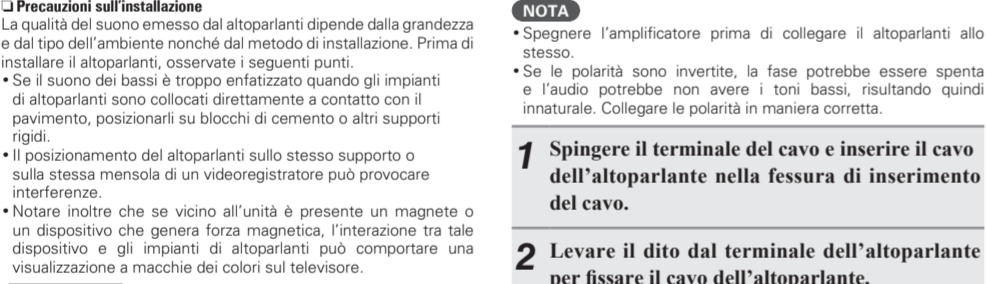 ❏ Precauzioni sull'installazione
La qualità del suono emesso dal altoparlanti dipende dalla grandezza
e dal tipo dell'ambiente nonché dal metodo di installazione. Prima di
installare il altoparlanti, osservate i seguenti punti.
• Se il suono dei bassi è troppo enfatizzato quando gli impianti
di altoparlanti sono collocati direttamente a contatto con il
pavimento, posizionarli su blocchi di cemento o altri supporti
rigidi.
• Il posizionamento del altoparlanti sullo stesso supporto o
sulla stessa mensola di un videoregistratore può provocare
interferenze.
• Notare inoltre che se vicino all'unità è presente un magnete o
un dispositivo che genera forza magnetica, l'interazione tra tale
dispositivo e gli impianti di altoparlanti può comportare una
visualizzazione a macchie dei colori sul televisore.
NOTA
• Spegnere l'amplificatore prima di collegare il altoparlanti allo
stesso.
• Se le polarità sono invertite, la fase potrebbe essere spenta
e l'audio potrebbe non avere i toni bassi, risultando quindi
innaturale. Collegare le polarità in maniera corretta.
1 Spingere il terminale del cavo e inserire il cavo
dell'altoparlante nella fessura di inserimento
del cavo.
2 Levare il dito dal terminale dell'altoparlante
per fissare il cavo dell'altoparlante.